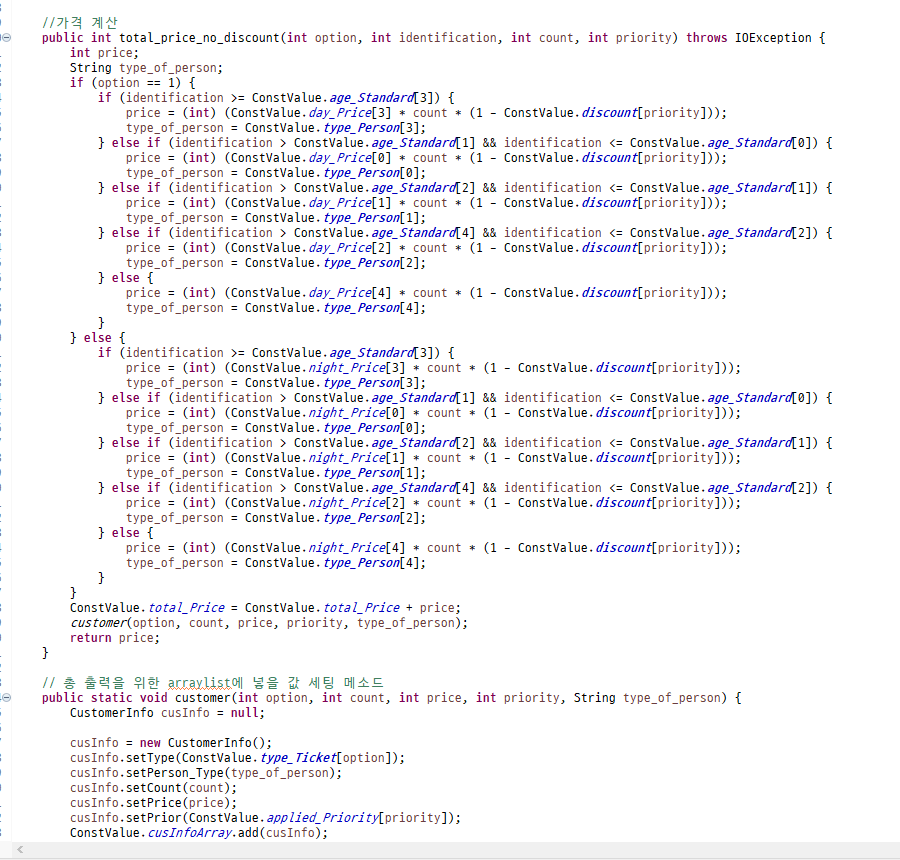 //가격 계산
public int total_price_no_discount(int option, int identification, int count, int priority) throws IOException {
int price;
String type_of_person;
if (option == 1) {
if (identification >= ConstValue.age_Standard[3]) {
price = (int) (ConstValue.day_Price[3] * count * (1 - ConstValue.discount[priority]));
type_of_person = ConstValue.type_Person[3];
} else if (identification > ConstValue.age_Standard[1] && identification <= ConstValue.age_Standard[0]) {
price = (int) (ConstValue.day_Price[0] * count * (1 - ConstValue.discount[priority]));
type_of_person = ConstValue.type_Person[0];
} else if (identification > ConstValue.age_Standard[2] && identification <= ConstValue.age_Standard[1]) {
price = (int) (ConstValue.day_Price[1] * count * (1 - ConstValue.discount[priority]));
type_of_person = ConstValue.type_Person[1];
} else if (identification > ConstValue.age_Standard[4] && identification <= ConstValue.age_Standard[2]) {
price = (int) (ConstValue.day_Price[2] * count * (1 - ConstValue.discount[priority]));
type_of_person = ConstValue.type_Person[2];
} else {
price = (int) (ConstValue.day_Price[4] * count * (1 - ConstValue.discount[priority]));
type_of_person = ConstValue.type_Person[4];
}
} else {
if (identification >= ConstValue.age_Standard[3]) {
price = (int) (ConstValue.night_Price[3] * count * (1 - ConstValue.discount[priority]));
type_of_person = ConstValue.type_Person[3];
} else if (identification > ConstValue.age_Standard[1] && identification <= ConstValue.age_Standard[0]) {
price = (int) (ConstValue.night_Price[0] * count * (1 - ConstValue.discount[priority]));
type_of_person = ConstValue.type_Person[0];
} else if (identification > ConstValue.age_Standard[2] && identification <= ConstValue.age_Standard[1]) {
price = (int) (ConstValue.night_Price[1] * count * (1 - ConstValue.discount[priority]));
type_of_person = ConstValue.type_Person[1];
} else if (identification > ConstValue.age_Standard[4] && identification <= ConstValue.age_Standard[2]) {
price = (int) (ConstValue.night_Price[2] * count * (1 - ConstValue.discount[priority]));
type_of_person = ConstValue.type_Person[2];
} else {
price = (int) (ConstValue.night_Price[4] * count * (1 - ConstValue.discount[priority]));
type_of_person = ConstValue.type_Person[4];
}
}
ConstValue.total_Price = ConstValue.total_Price + price;
customer(option, count, price, priority, type_of_person);
return price;
}
// 총 출력을 위한 arraylist에 넣을 값 세팅 메소드
public static void customer(int option, int count, int price, int priority, String type_of_person) {
CustomerInfo cusInfo = null;
cusInfo = new CustomerInfo();
cusInfo.setType(ConstValue.type_Ticket[option]);
cusInfo.setPerson_Type(type_of_person);
cusInfo.setCount(count);
cusInfo.setPrice(price);
cusInfo.setPrior(ConstValue.applied_Priority[priority]);
ConstValue.cusInfoArray.add(cusInfo);